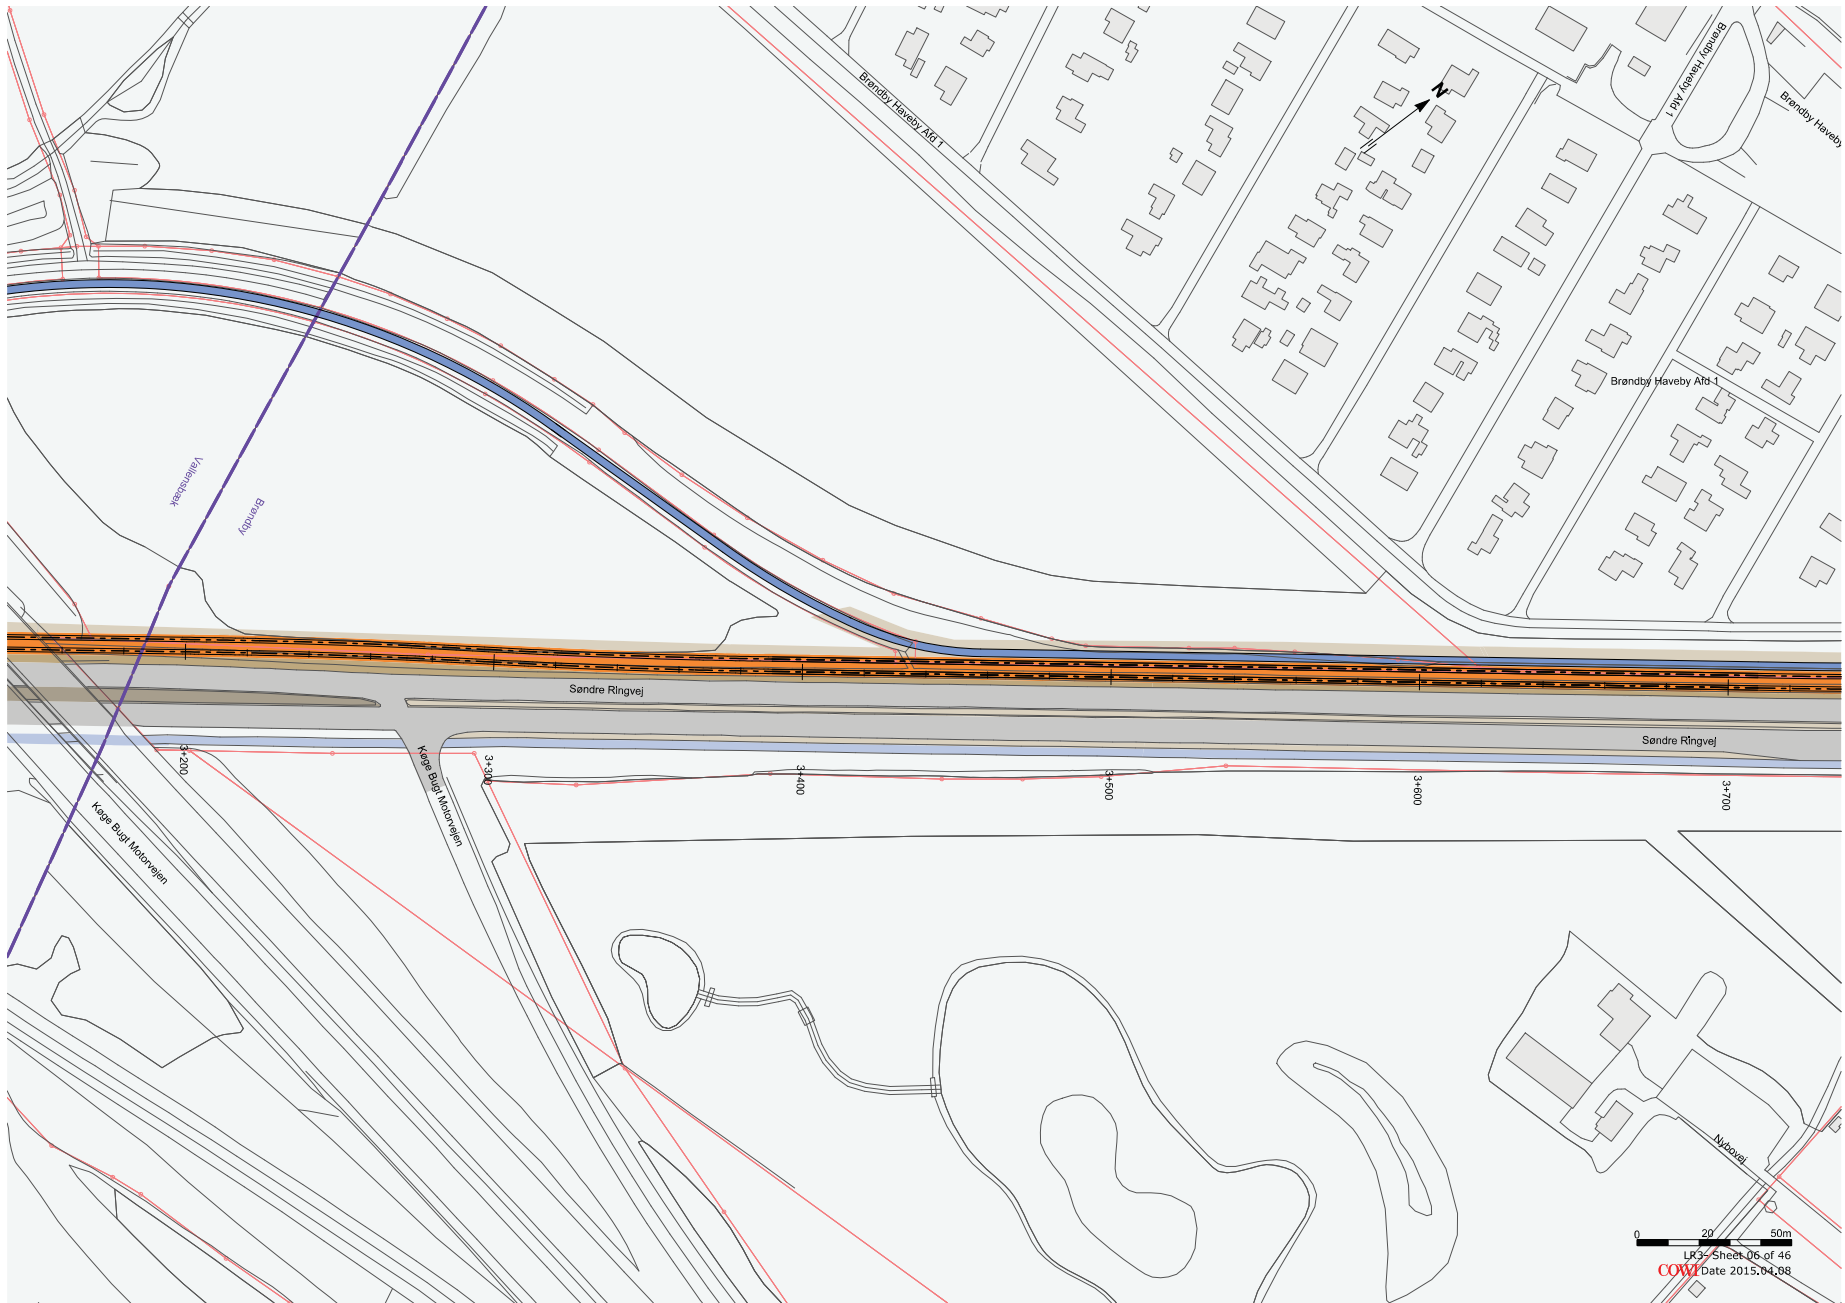 Brøndby Haveby Afd 1
Brøndby Haveby Afd 1
Brøndby Haveby
N
Brøndby Haveby Afd 1
Vallensbæk
Brøndby
Søndre Ringvej
Søndre Ringvej
Køge Bugt Motorvejen
3+200
3+300
3+400
3+500
3+600
3+700
Køge Bugt Motorvejen
Nybovej
0 20 50m
LR3- Sheet 06 of 46
COWI Date 2015.04.08